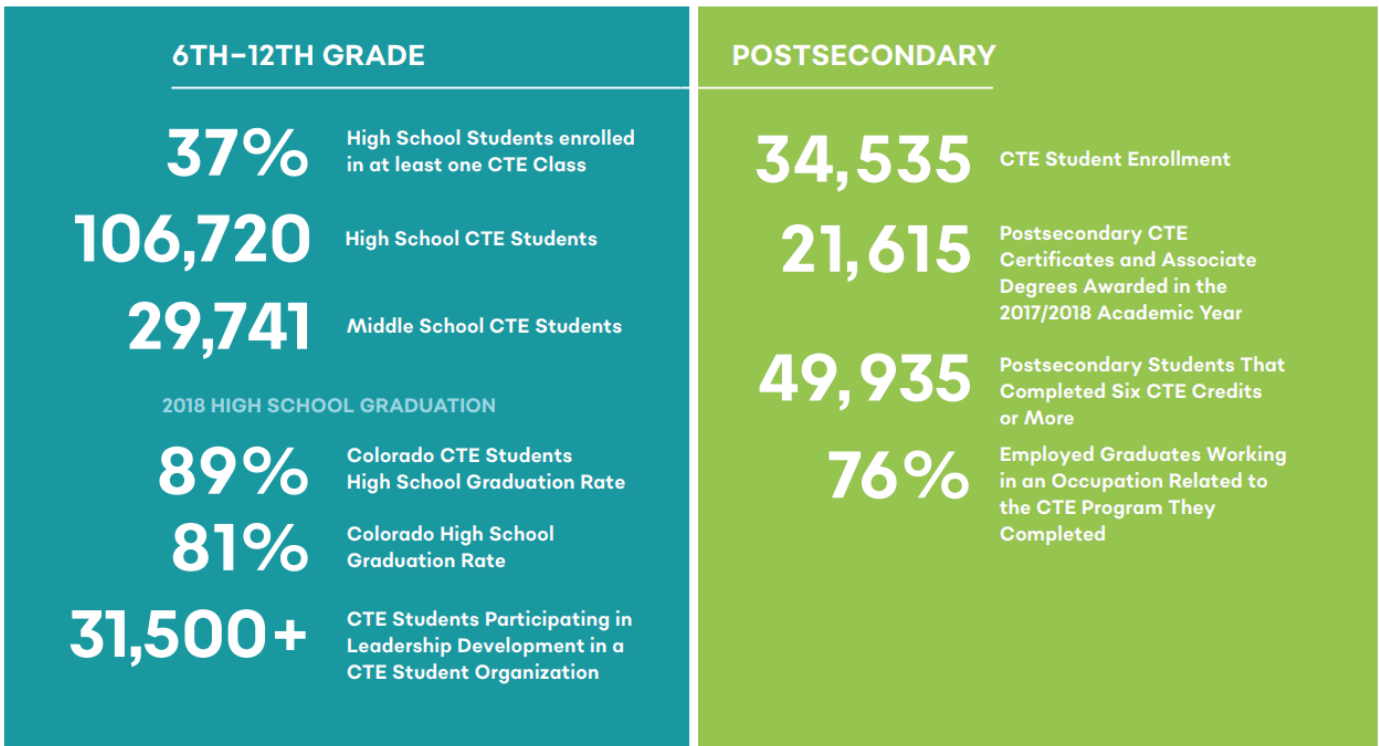 6TH–12TH GRADE
37%
High School Students enrolled
in at least one CTE Class
106,720
High School CTE Students
29,741
Middle School CTE Students
2018 HIGH SCHOOL GRADUATION
89%
Colorado CTE Students
High School Graduation Rate
81%
Colorado High School
Graduation Rate
31,500+
CTE Students Participating in
Leadership Development in a
CTE Student Organization
POSTSECONDARY
34,535
CTE Student Enrollment
21,615
Postsecondary CTE
Certificates and Associate
Degrees Awarded in the
2017/2018 Academic Year
49,935
Postsecondary Students That
Completed Six CTE Credits
or More
76%
Employed Graduates Working
in an Occupation Related to
the CTE Program They
Completed